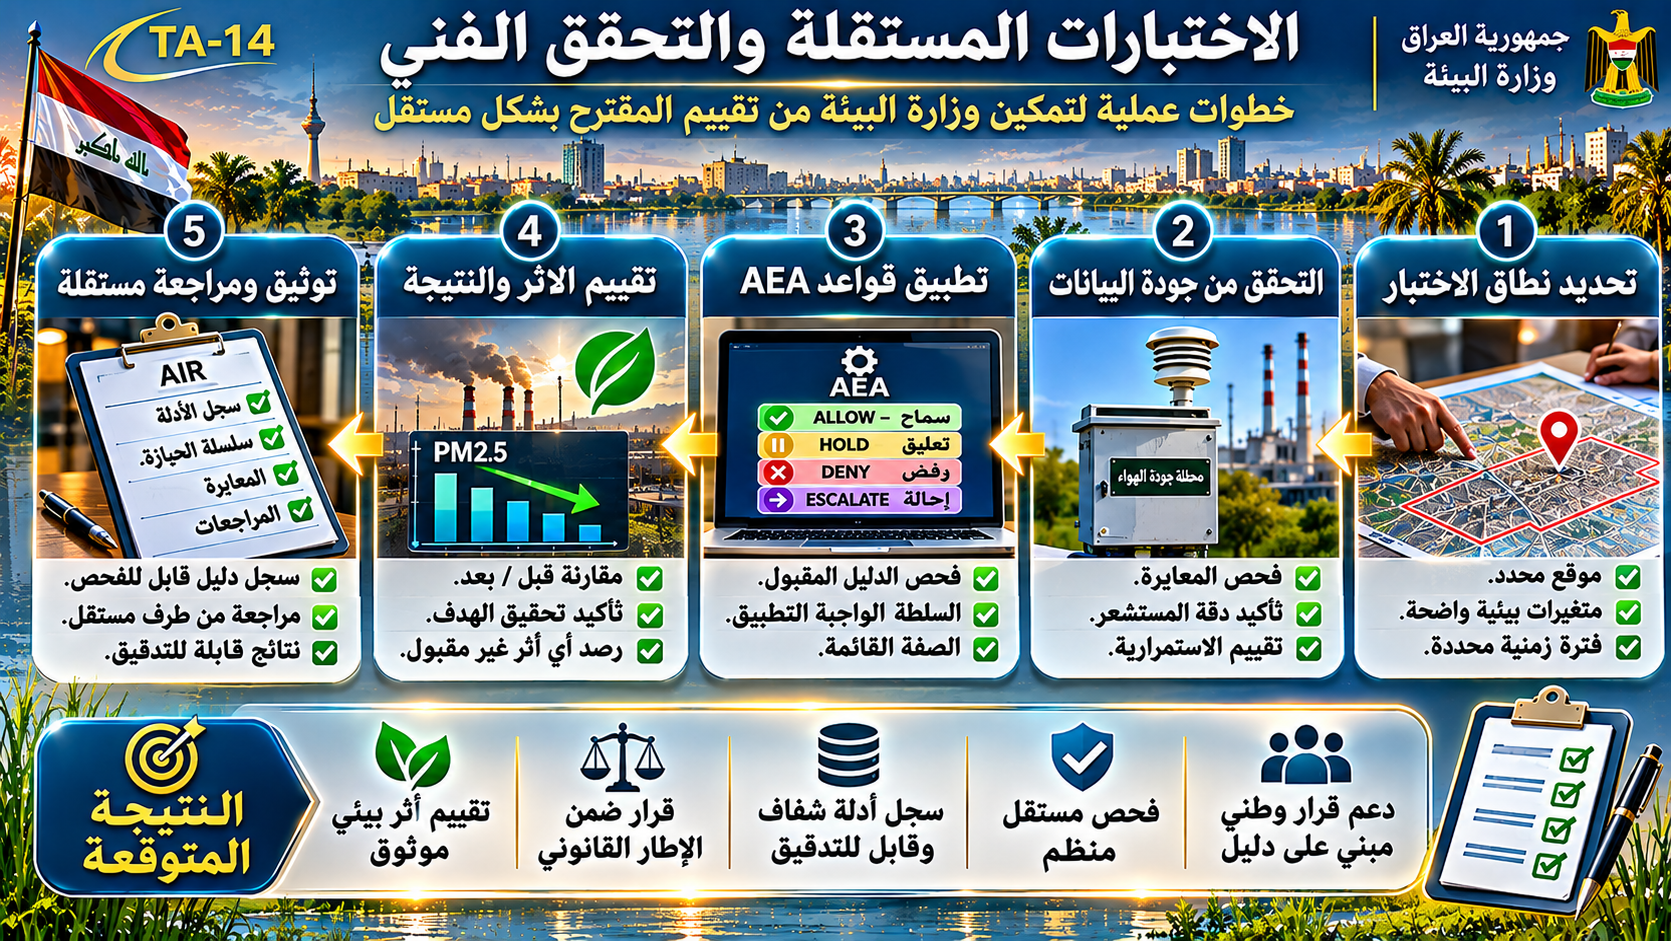 TA-14
الاختبارات المستقلة والتحقق الفني
خطوات عملية لتمكين وزارة البيئة من تقييم المقترح بشكل مستقل
جمهورية العراق
وزارة البيئة
الله اكبر
1
تحديد نطاق الاختبار
موقع محدد.
متغيرات بيئية واضحة.
فترة زمنية محددة.
2
التحقق من جودة البيانات
محطلة جودة الهواء
فحص المعايرة.
تأكيد دقة المستشعر.
تقييم الاستمرارية.
3
تطبيق قواعد AEA
AEA
سماح – ALLOW
تعليق HOLD
رفض DENY
إحالة ESCALATE
فحص الدليل المقبول.
السلطة الواجبة التطبيق.
الصفة القائمة.
4
تقييم الاثر والنتيجة
PM2.5
مقارنة قبل / بعد.
تأكيد تحقيق الهدف.
رصد أي أثر غير مقبول.
5
توثيق ومراجعة مستقلة
AIR
سجل الأدلة
سلسلة الحيازة.
المعايرة
المراجعات
سجل دليل قابل للفحص.
مراجعة من طرف مستقل.
نتائج قابلة للتدقيق.
النتيجة
المتوقعة
دعم قرار وطني
مبني على دليل
فحص مستقل
منظم
سجل أدلة شفاف
وقابل للتدقيق
قرار ضمن
الإطار القانوني
تقييم أثر بيئي
موثوق